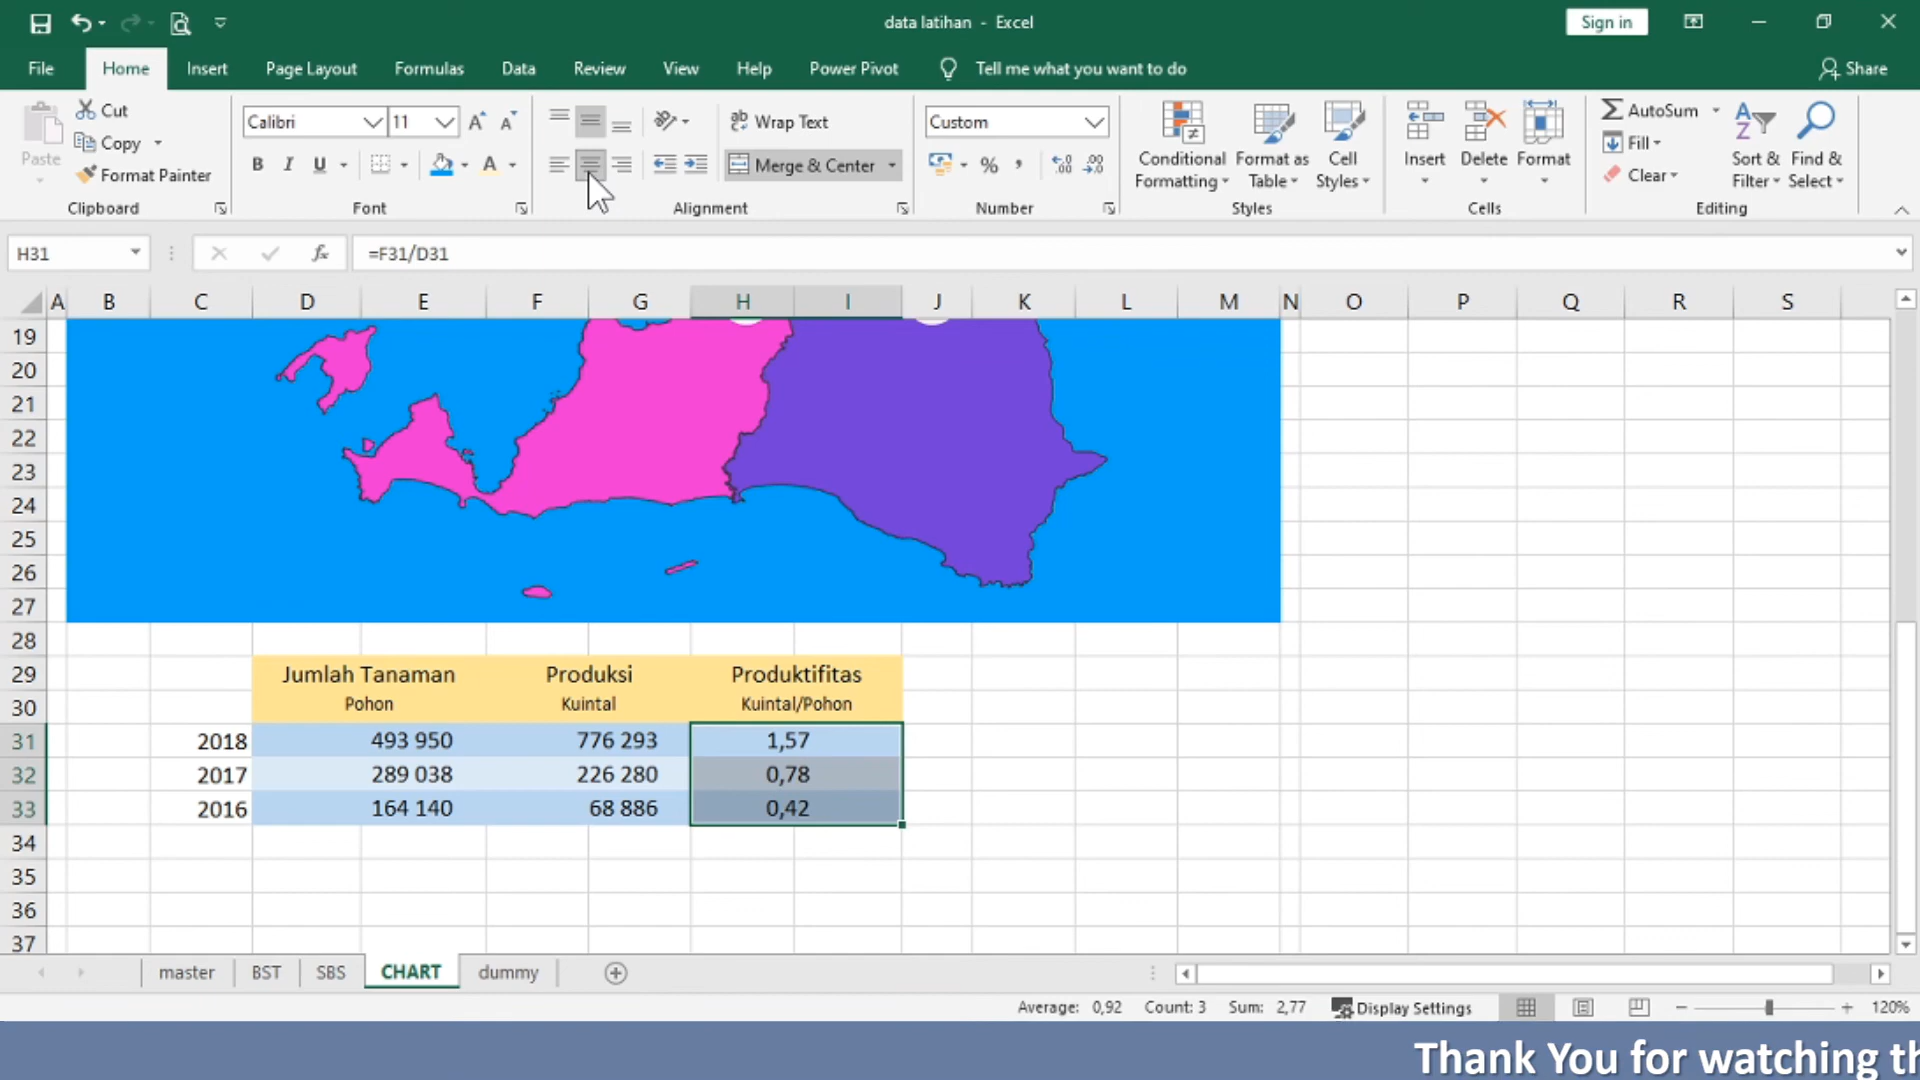 data latihan - Excel
Sign in
File Home Insert Page Layout Formulas Data Review View Help Power Pivot Tell me what you want to do Share
Paste
Cut
Copy
Format Painter
Clipboard
Calibri 11
B I U A
Font
Wrap Text
Merge & Center
Alignment
Custom
%
Number
Conditional Formatting
Format as Table
Cell Styles
Styles
Insert Delete Format
Cells
AutoSum
Fill
Clear
Sort & Filter
Find & Select
Editing
H31 fx =F31/D31
A B C D E F G H I J K L M N O P Q R S
19
20
21
22
23
24
25
26
27
28
29 Jumlah Tanaman Produksi Produktifitas
30 Pohon Kuintal Kuintal/Pohon
31 2018 493 950 776 293 1,57
32 2017 289 038 226 280 0,78
33 2016 164 140 68 886 0,42
34
35
36
37
master BST SBS CHART dummy
Average: 0,92 Count: 3 Sum: 2,77 Display Settings 120%
Thank You for watching